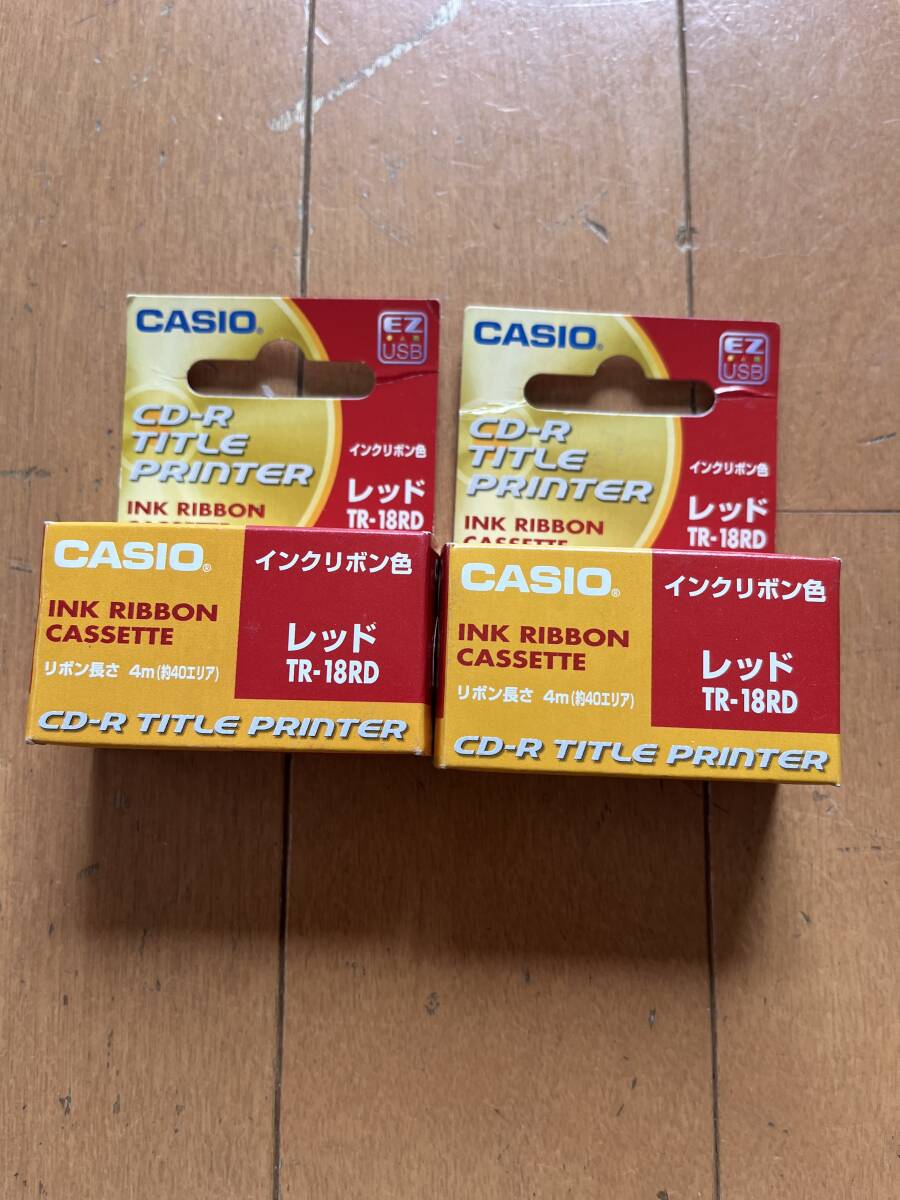 CASIO®
EZ
USB
CD-R
TITLE
PRINTER
インクリボン色
レッド
TR-18RD
INK RIBBON
CASSETTE
CASIO®
インクリボン色
INK RIBBON
CASSETTE
レッド
TR-18RD
リボン長さ 4m(約40エリア)
CD-R TITLE PRINTER
CASIO®
EZ
USB
CD-R
TITLE
PRINTER
インクリボン色
レッド
TR-18RD
INK RIBBON
CASSETTE
CASIO®
インクリボン色
INK RIBBON
CASSETTE
レッド
TR-18RD
リボン長さ 4m(約40エリア)
CD-R TITLE PRINTER